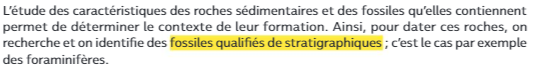 L'étude des caractéristiques des roches sédimentaires et des fossiles qu'elles contiennent
permet de déterminer le contexte de leur formation. Ainsi, pour dater ces roches, on
recherche et on identifie des fossiles qualifiés de stratigraphiques ; c'est le cas par exemple
des foraminifères.